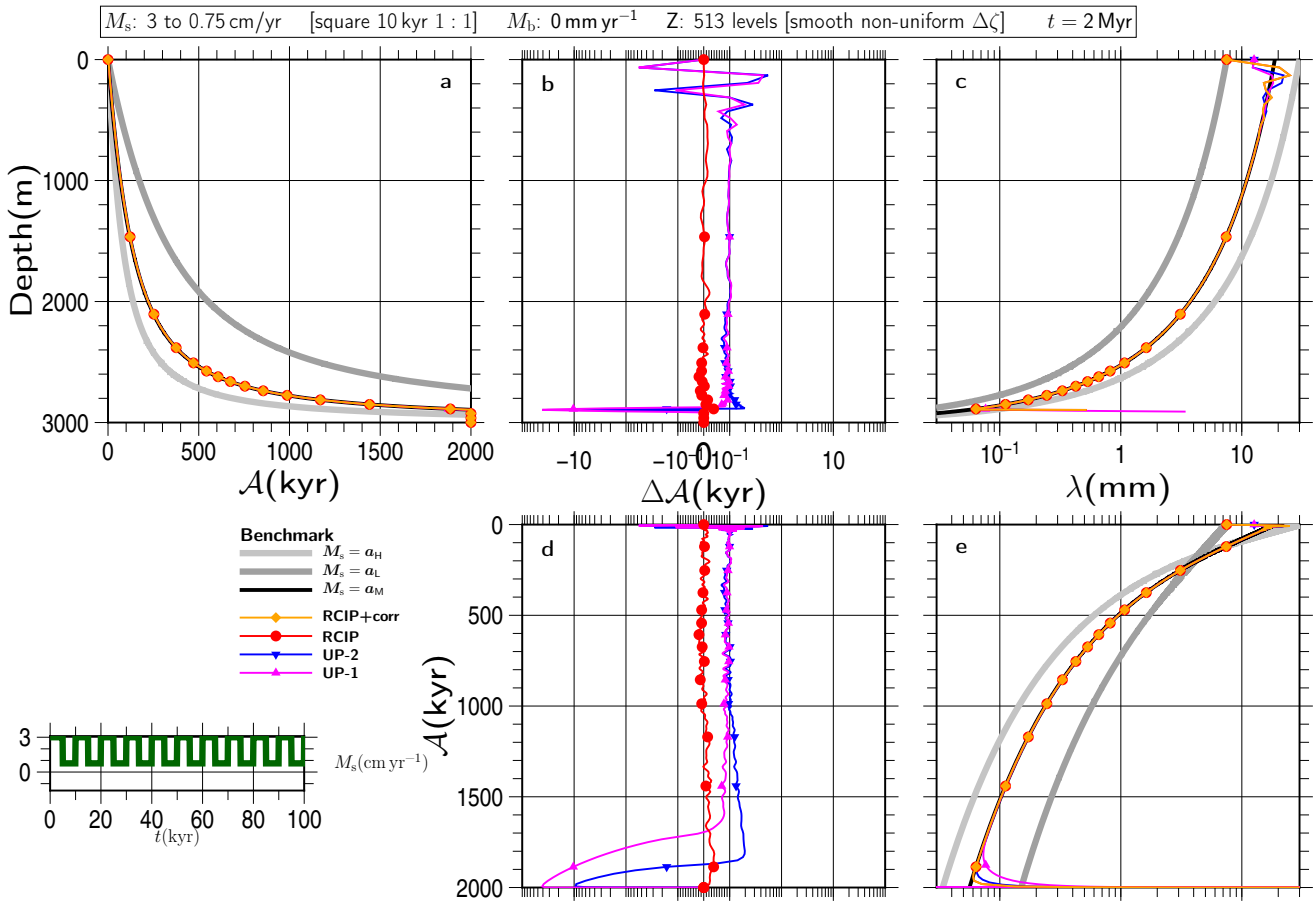 Mₛ: 3 to 0.75 cm/yr [square 10 kyr 1 : 1] M_b: 0 mm yr⁻¹ Z: 513 levels [smooth non-uniform Δζ] t = 2 Myr
a
b
c
0
1000
2000
3000
Depth(m)
0 500 1000 1500 2000
𝒜(kyr)
−10 −10⁻¹ 0 10⁻¹ 10
Δ𝒜(kyr)
10⁻¹ 1 10
λ(mm)
Benchmark
Mₛ = a_H
Mₛ = a_L
Mₛ = a_M
RCIP+corr
RCIP
UP-2
UP-1
d
e
0
500
1000
1500
2000
𝒜(kyr)
3
0
Mₛ(cm yr⁻¹)
0 20 40 60 80 100
t(kyr)